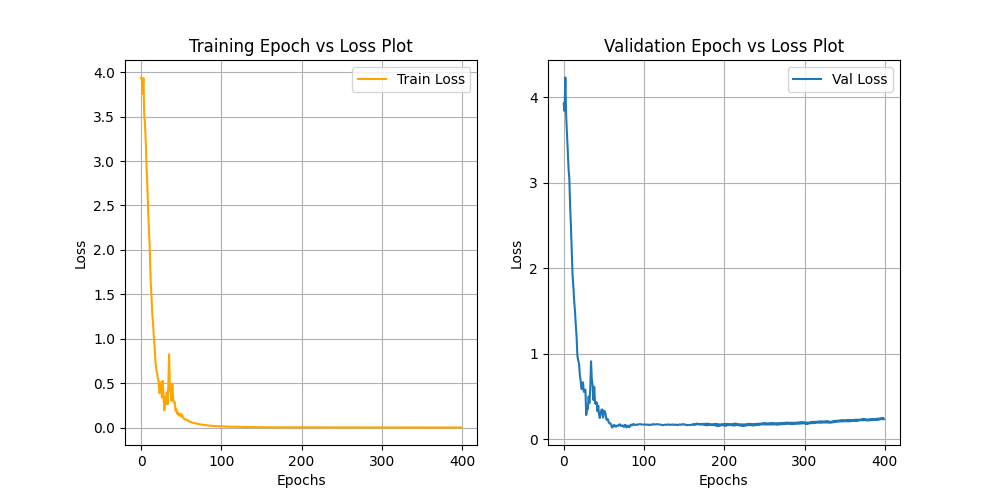 Training Epoch vs Loss Plot
Train Loss
4.0
3.5
3.0
2.5
2.0
1.5
1.0
0.5
0.0
Loss
0 100 200 300 400
Epochs
Validation Epoch vs Loss Plot
Val Loss
4
3
2
1
0
Loss
0 100 200 300 400
Epochs